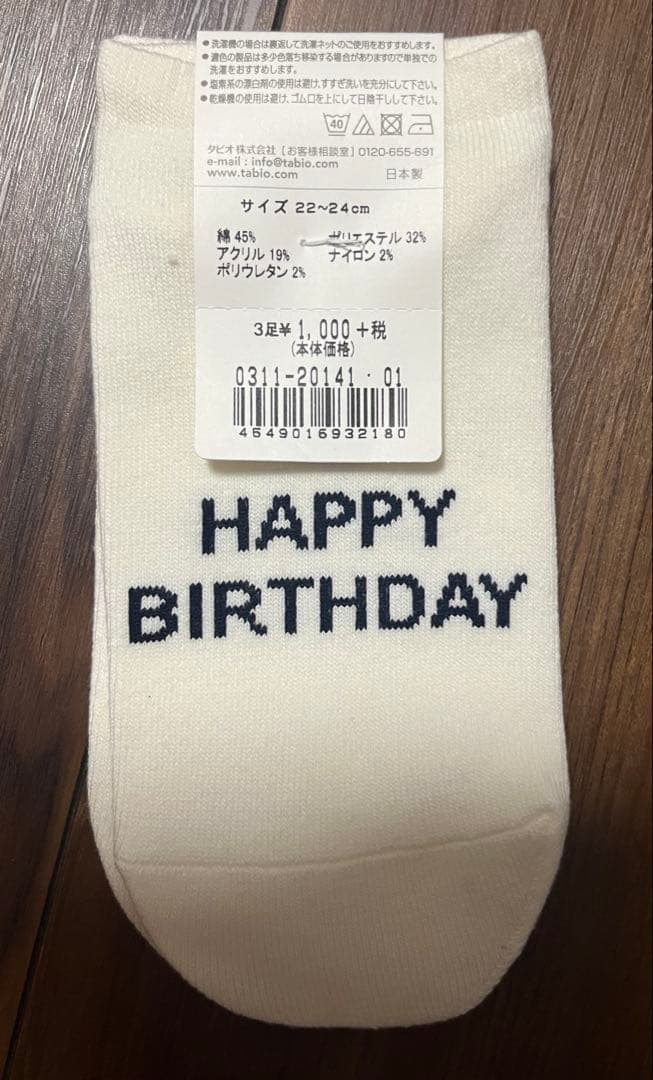 ●洗濯機の場合は裏返して洗濯ネットのご使用をおすすめします。
●濃色の製品は多少色落ち移染する場合がありますので単独での
洗濯をおすすめします。
●塩素系の漂白剤の使用は避け、すすぎ洗いを充分にして下さい。
●乾燥機の使用は避け、ゴム口を上にして日陰干しして下さい。
40
タビオ株式会社 [お客様相談室] 0120-655-691
e-mail : info@tabio.com
www.tabio.com 日本製
サイズ 22~24cm
綿 45% ポリエステル 32%
アクリル 19% ナイロン 2%
ポリウレタン 2%
3足¥ 1,000+税
(本体価格)
0311-20141・01
4549016932180
HAPPY
BIRTHDAY